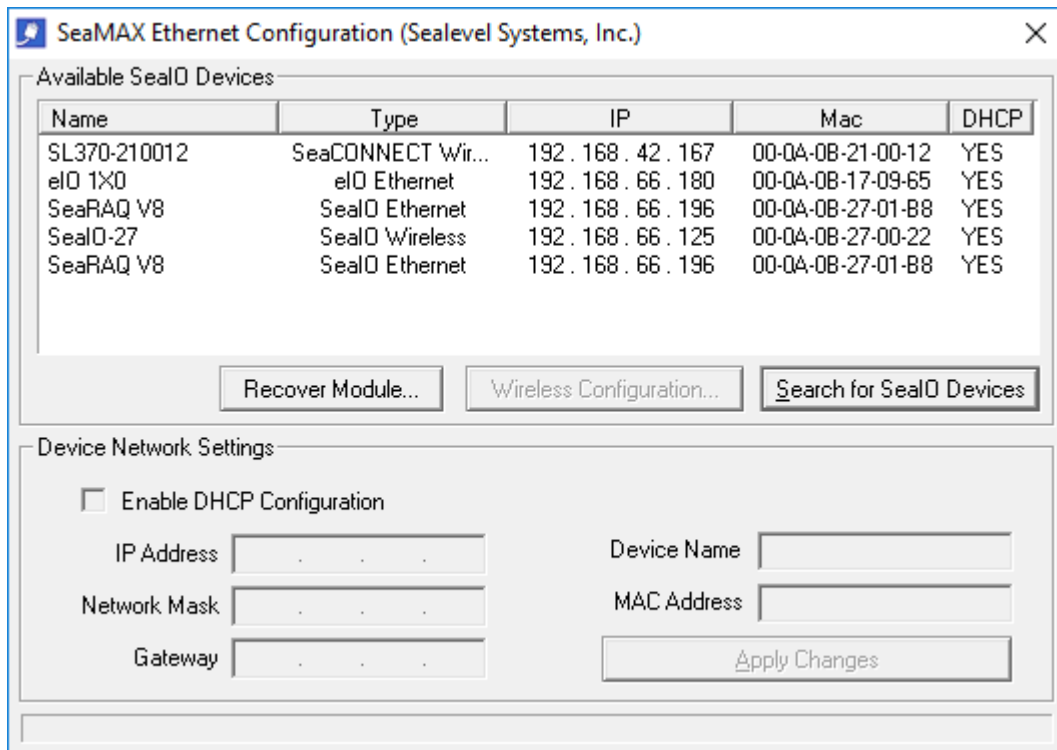 SeaMAX Ethernet Configuration (Sealevel Systems, Inc.)
Available SeaIO Devices
Name Type IP Mac DHCP
SL370-210012 SeaCONNECT Wir... 192 . 168 . 42 . 167 00-0A-0B-21-00-12 YES
eIO 1X0 eIO Ethernet 192 . 168 . 66 . 180 00-0A-0B-17-09-65 YES
SeaRAQ V8 SeaIO Ethernet 192 . 168 . 66 . 196 00-0A-0B-27-01-B8 YES
SeaIO-27 SeaIO Wireless 192 . 168 . 66 . 125 00-0A-0B-27-00-22 YES
SeaRAQ V8 SeaIO Ethernet 192 . 168 . 66 . 196 00-0A-0B-27-01-B8 YES
Recover Module... Wireless Configuration... Search for SeaIO Devices
Device Network Settings
Enable DHCP Configuration
IP Address . . . Device Name
Network Mask . . . MAC Address
Gateway . . . Apply Changes